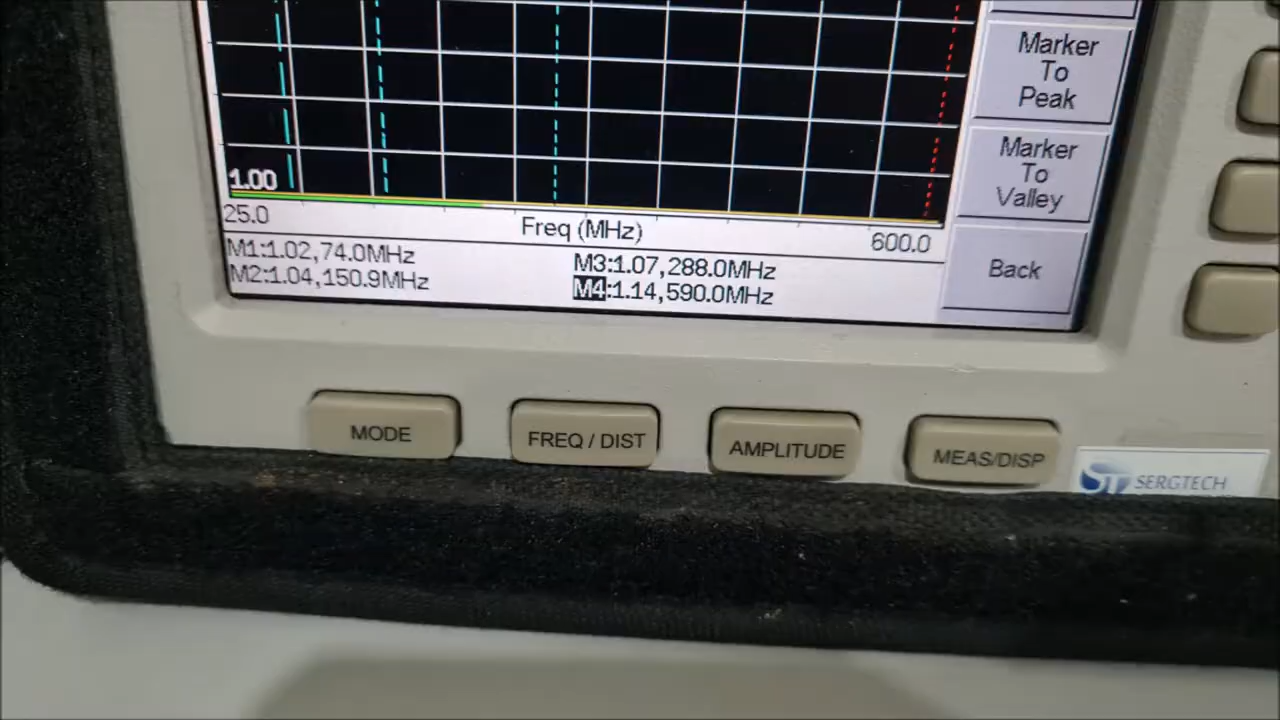 Marker
To
Peak
Marker
To
Valley
Back
1.00
25.0
Freq (MHz)
600.0
M1:1.02,74.0MHz
M2:1.04,150.9MHz
M3:1.07,288.0MHz
M4:1.14,590.0MHz
MODE
FREQ / DIST
AMPLITUDE
MEAS/DISP
ST SERGTECH